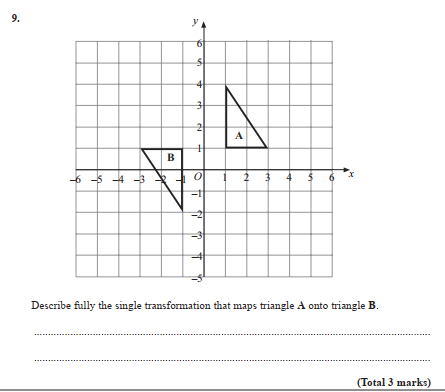 9.
y
6
5
4
3
2
1
A
B
–6 –5 –4 –3 –2 –1 O 1 2 3 4 5 6 x
–1
–2
–3
–4
–5
Describe fully the single transformation that maps triangle A onto triangle B.
(Total 3 marks)